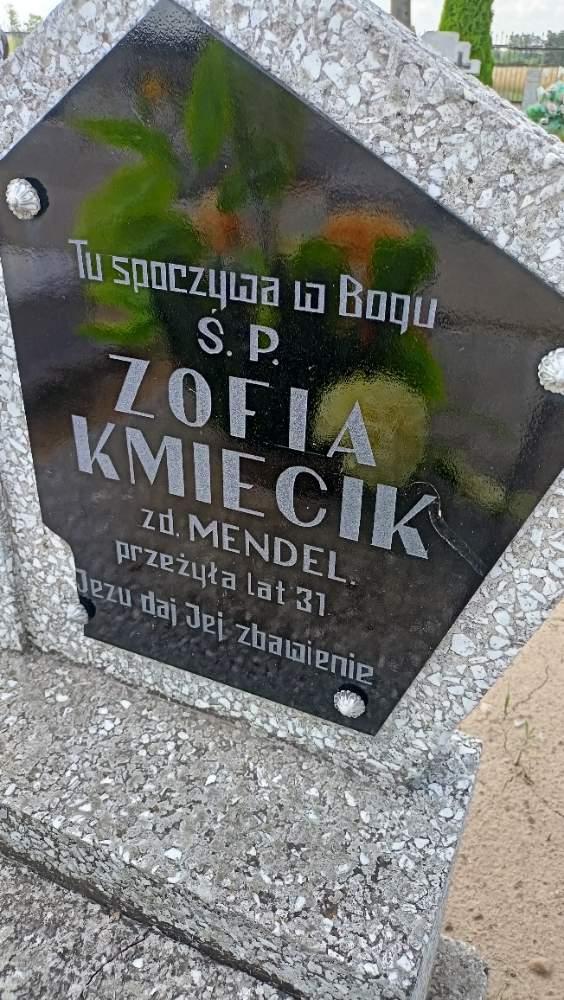 Tu spoczywa w Bogu
Ś. P.
ZOFIA
KMIECIK
zd. MENDEL.
przeżyła lat 31
Jezu daj Jej zbawienie